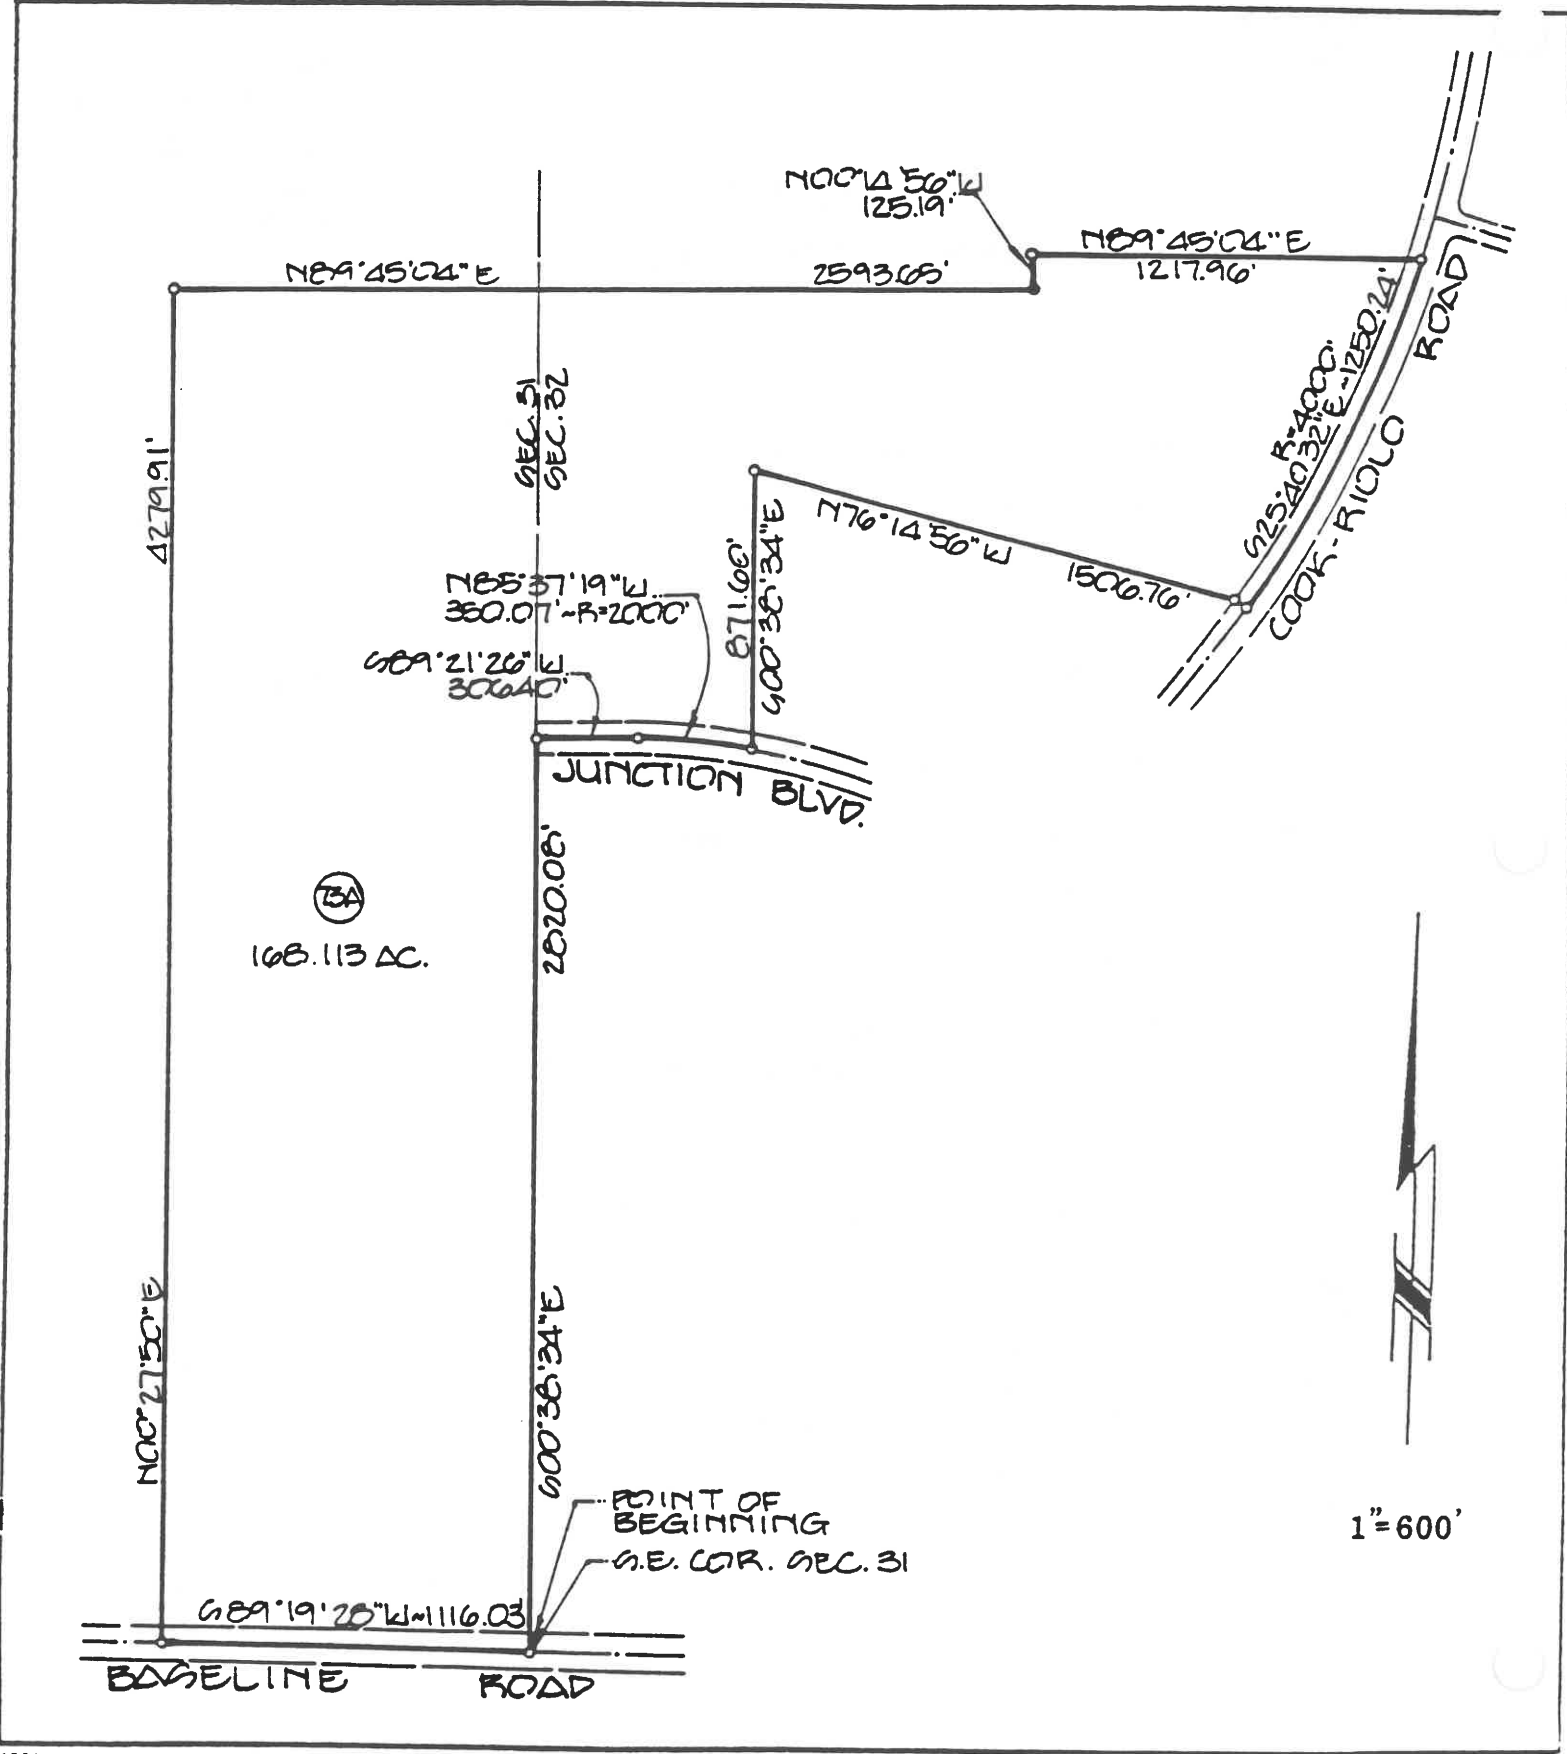 N00°14'56"W
125.19'
N89°45'04"E
1217.96'
N89°45'04"E
2593.65'
SEC. 31
SEC. 32
R=4000'
S25°40'32"E~1250.24'
COOK-RIOLO ROAD
4279.91'
N76°14'56"W
1506.76'
871.66'
S00°38'34"E
N85°37'19"W
350.07'~R=2000'
S89°21'26"W
306.40'
JUNCTION BLVD.
2820.08'
73A
168.113 AC.
N00°27'50"E
S00°38'34"E
POINT OF
BEGINNING
S.E. COR. SEC. 31
1"=600'
S89°19'28"W~1116.03'
BASELINE ROAD